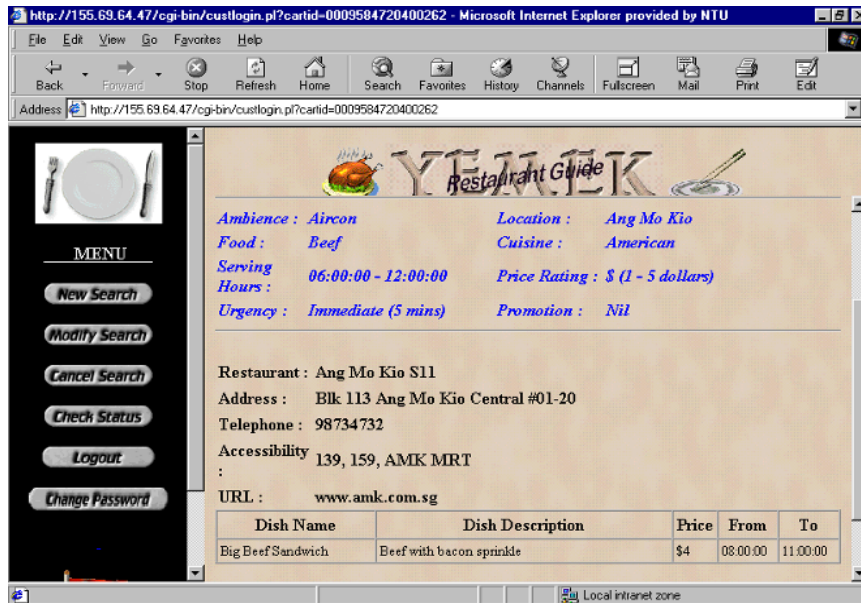 http://155.69.64.47/cgi-bin/custlogin.pl?cartid=0009584720400262 - Microsoft Internet Explorer provided by NTU
File Edit View Go Favorites Help
Back Forward Stop Refresh Home Search Favorites History Channels Fullscreen Mail Print Edit
Address http://155.69.64.47/cgi-bin/custlogin.pl?cartid=0009584720400262
YEMEK
Restaurant Guide
MENU
New Search
Modify Search
Cancel Search
Check Status
Logout
Change Password
Ambience : Aircon Location : Ang Mo Kio
Food : Beef Cuisine : American
Serving Hours : 06:00:00 - 12:00:00 Price Rating : $ (1 - 5 dollars)
Urgency : Immediate (5 mins) Promotion : Nil
Restaurant : Ang Mo Kio S11
Address : Blk 113 Ang Mo Kio Central #01-20
Telephone : 98734732
Accessibility : 139, 159, AMK MRT
URL : www.amk.com.sg
Dish Name Dish Description Price From To
Big Beef Sandwich Beef with bacon sprinkle $4 08:00:00 11:00:00
Local intranet zone